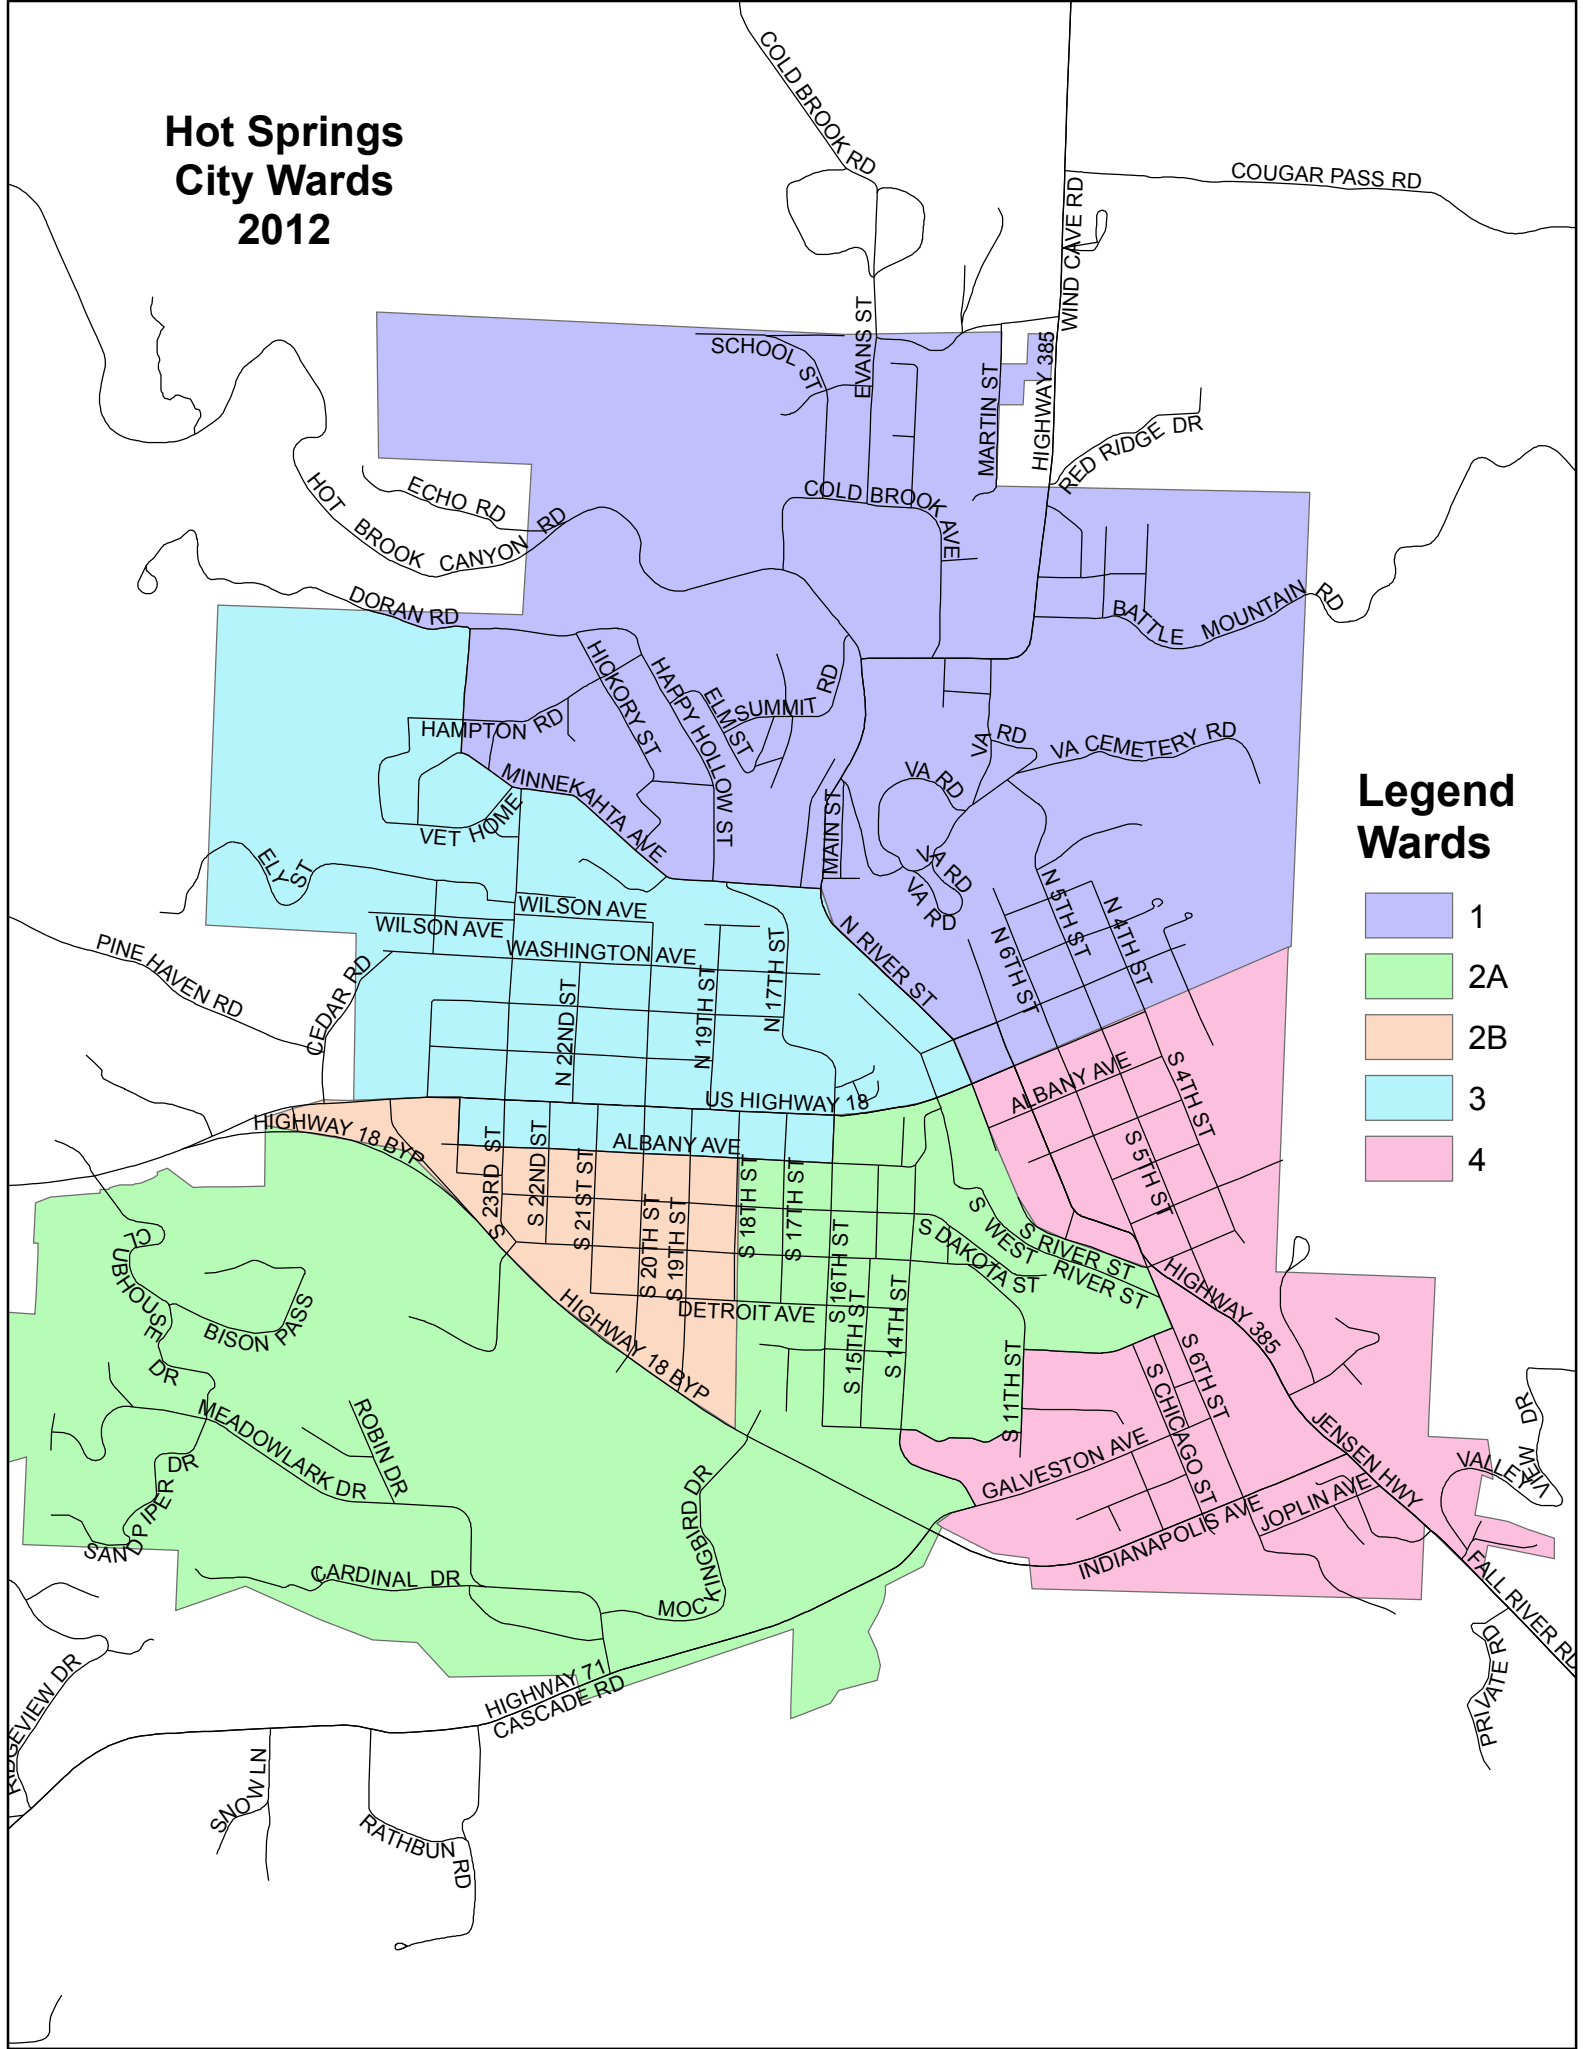 Hot Springs
City Wards
2012
COLD BROOK RD
COUGAR PASS RD
WIND CAVE RD
EVANS ST
SCHOOL ST
MARTIN ST
HIGHWAY 385
RED RIDGE DR
HOT BROOK CANYON RD
ECHO RD
COLD BROOK AVE
DORAN RD
BATTLE MOUNTAIN RD
HICKORY ST
HAPPY HOLLOW ST
ELM ST
SUMMIT RD
HAMPTON RD
VA RD
VA CEMETERY RD
MINNEKAHTA AVE
VA RD
VET HOME
MAIN ST
Legend
Wards
1
2A
2B
3
4
ELY ST
VA RD
VA RD
N 5TH ST
N 4TH ST
WILSON AVE
WILSON AVE
WASHINGTON AVE
N RIVER ST
N 6TH ST
PINE HAVEN RD
CEDAR RD
N 22ND ST
N 19TH ST
N 17TH ST
US HIGHWAY 18
ALBANY AVE
S 4TH ST
HIGHWAY 18 BYP
ALBANY AVE
S 23RD ST
S 22ND ST
S 21ST ST
S 20TH ST
S 19TH ST
S 18TH ST
S 17TH ST
S 16TH ST
S 15TH ST
S 14TH ST
S 5TH ST
S DAKOTA ST
S WEST RIVER ST
S RIVER ST
HIGHWAY 385
CLUBHOUSE DR
BISON PASS
HIGHWAY 18 BYP
DETROIT AVE
S 11TH ST
S 6TH ST
S CHICAGO ST
MEADOWLARK DR
ROBIN DR
SANDPIPER DR
GALVESTON AVE
JENSEN HWY
VALLEY VIEW DR
INDIANAPOLIS AVE
JOPLIN AVE
CARDINAL DR
MOCKINGBIRD DR
FALL RIVER RD
PRIVATE RD
HIGHWAY 71
CASCADE RD
RIDGEVIEW DR
SNOW LN
RATHBUN RD